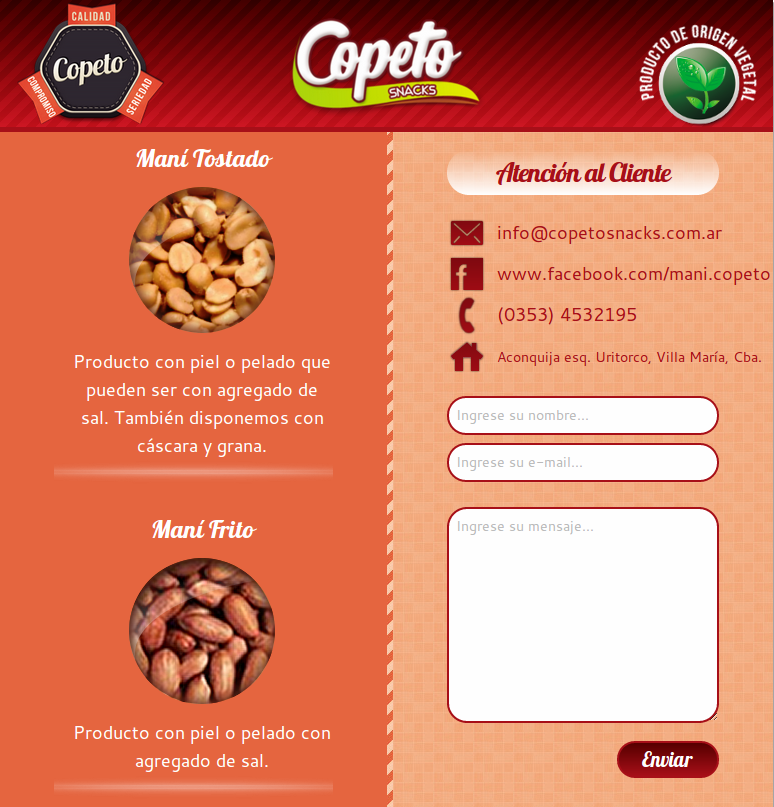 CALIDAD
Copeto
COMPROMISO
SERIEDAD
Copeto
SNACKS
PRODUCTO DE ORIGEN VEGETAL
Maní Tostado
Producto con piel o pelado que
pueden ser con agregado de
sal. También disponemos con
cáscara y grana.
Maní Frito
Producto con piel o pelado con
agregado de sal.
Atención al Cliente
info@copetosnacks.com.ar
www.facebook.com/mani.copeto
(0353) 4532195
Aconquija esq. Uritorco, Villa María, Cba.
Ingrese su nombre...
Ingrese su e-mail...
Ingrese su mensaje...
Enviar